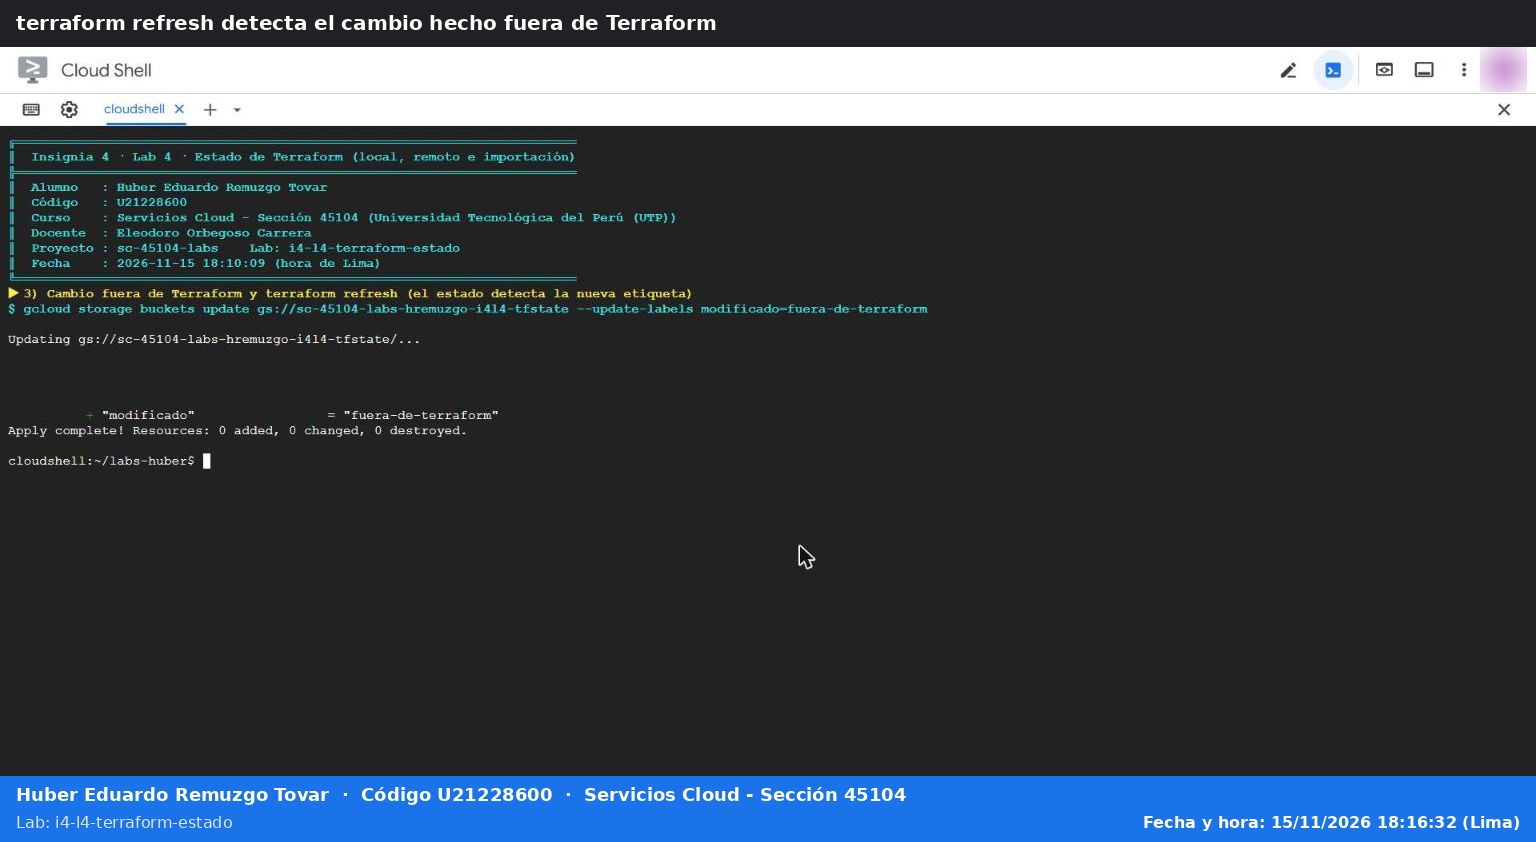 terraform refresh detecta el cambio hecho fuera de Terraform
Cloud Shell
cloudshell
Insignia 4 · Lab 4 · Estado de Terraform (local, remoto e importación)
Alumno : Huber Eduardo Remuzgo Tovar
Código : U21228600
Curso : Servicios Cloud - Sección 45104 (Universidad Tecnológica del Perú (UTP))
Docente : Eleodoro Orbegoso Carrera
Proyecto : sc-45104-labs Lab: i4-l4-terraform-estado
Fecha : 2026-11-15 18:10:09 (hora de Lima)
▶ 3) Cambio fuera de Terraform y terraform refresh (el estado detecta la nueva etiqueta)
$ gcloud storage buckets update gs://sc-45104-labs-hremuzgo-i4l4-tfstate --update-labels modificado=fuera-de-terraform
Updating gs://sc-45104-labs-hremuzgo-i4l4-tfstate/...
+ "modificado" = "fuera-de-terraform"
Apply complete! Resources: 0 added, 0 changed, 0 destroyed.
cloudshell:~/labs-huber$
Huber Eduardo Remuzgo Tovar · Código U21228600 · Servicios Cloud - Sección 45104
Lab: i4-l4-terraform-estado
Fecha y hora: 15/11/2026 18:16:32 (Lima)